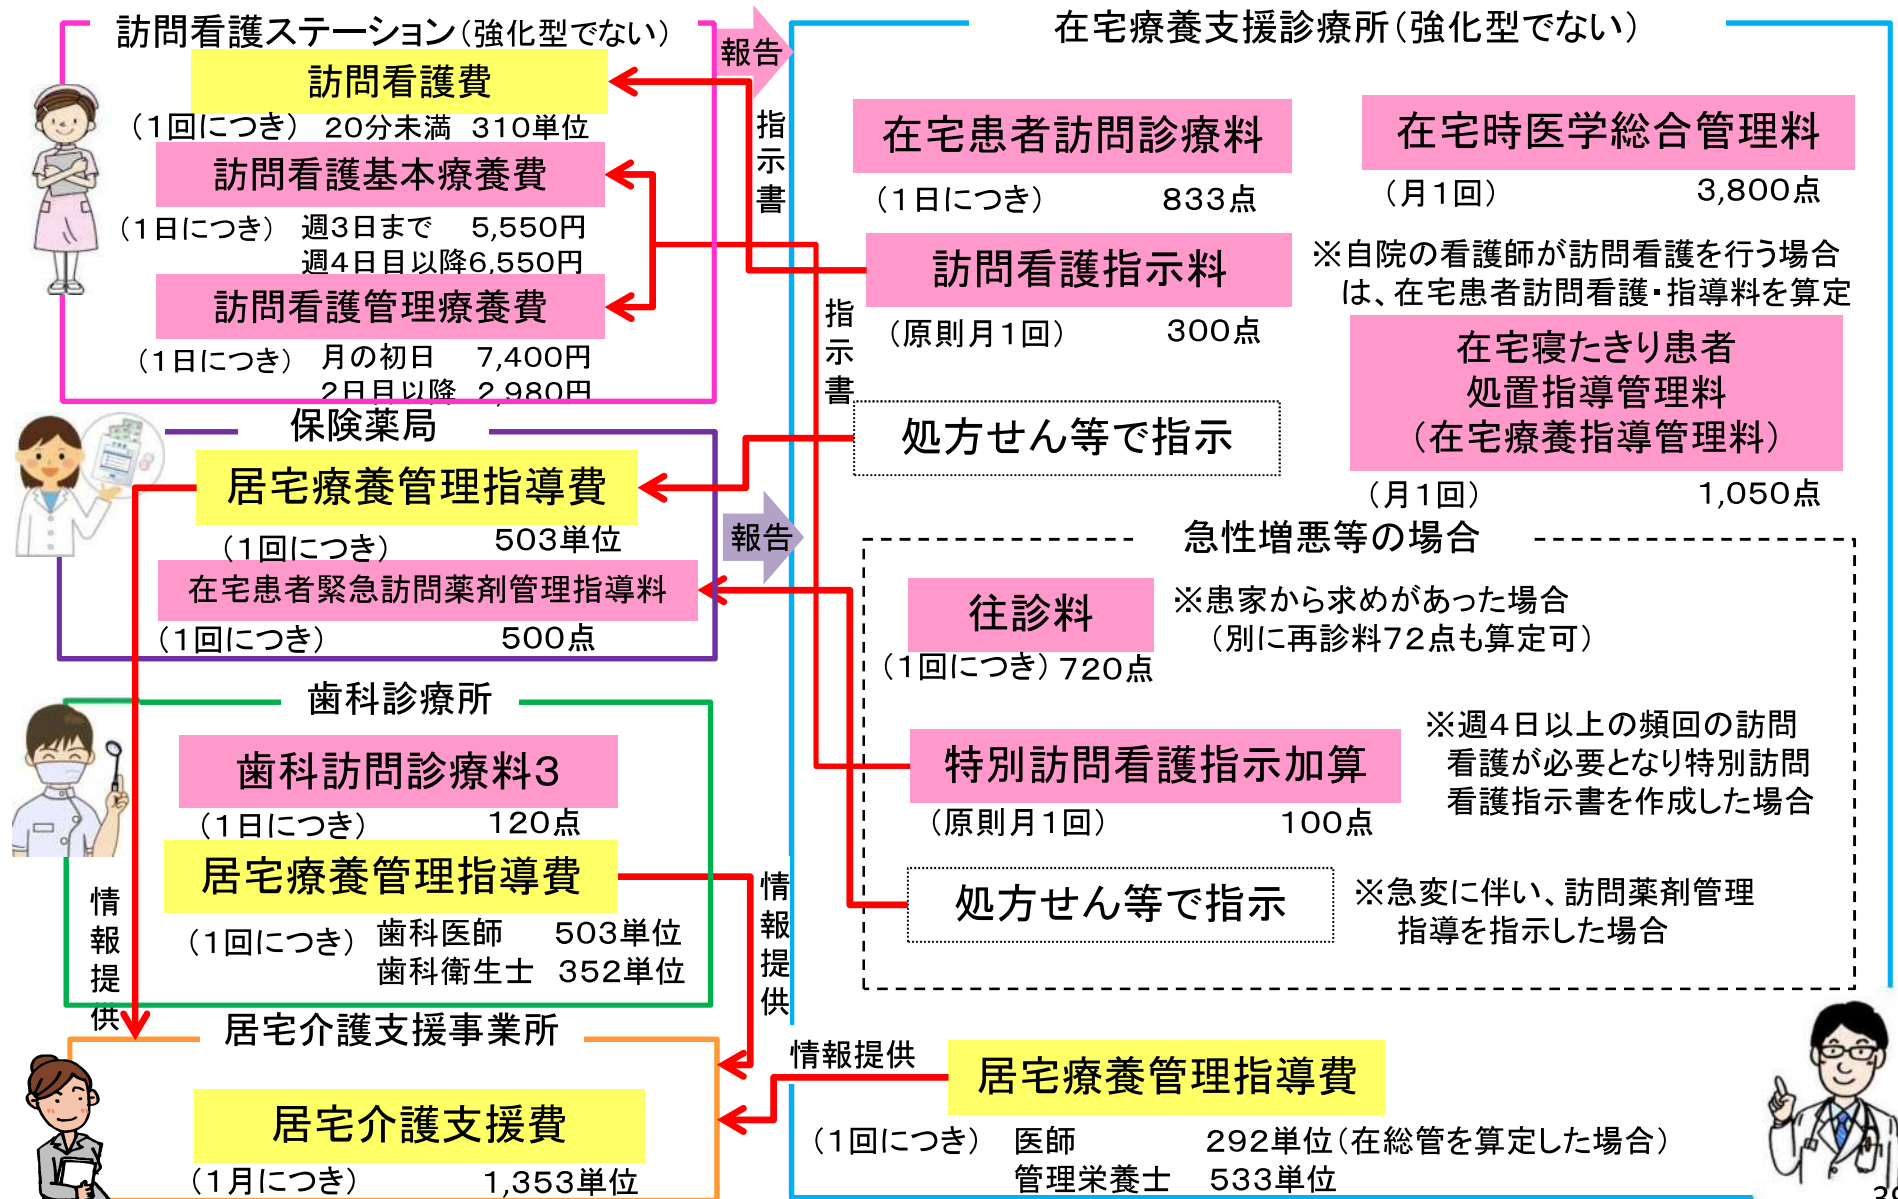 訪問看護ステーション(強化型でない)
訪問看護費
(1回につき) 20分未満 310単位
訪問看護基本療養費
(1日につき) 週3日まで 5,550円
週4日目以降6,550円
訪問看護管理療養費
(1日につき) 月の初日 7,400円
2日目以降 2,980円
報告
指示書
指示書
保険薬局
居宅療養管理指導費
(1回につき) 503単位
在宅患者緊急訪問薬剤管理指導料
(1回につき) 500点
報告
歯科診療所
歯科訪問診療料3
(1日につき) 120点
居宅療養管理指導費
(1回につき) 歯科医師 503単位
歯科衛生士 352単位
情報提供
情報提供
居宅介護支援事業所
居宅介護支援費
(1月につき) 1,353単位
在宅療養支援診療所(強化型でない)
在宅患者訪問診療料
(1日につき) 833点
在宅時医学総合管理料
(月1回) 3,800点
訪問看護指示料
(原則月1回) 300点
※自院の看護師が訪問看護を行う場合
は、在宅患者訪問看護・指導料を算定
在宅寝たきり患者
処置指導管理料
(在宅療養指導管理料)
(月1回) 1,050点
処方せん等で指示
急性増悪等の場合
往診料
(1回につき) 720点
※患家から求めがあった場合
(別に再診料72点も算定可)
特別訪問看護指示加算
(原則月1回) 100点
※週4日以上の頻回の訪問
看護が必要となり特別訪問
看護指示書を作成した場合
処方せん等で指示
※急変に伴い、訪問薬剤管理
指導を指示した場合
情報提供
居宅療養管理指導費
(1回につき) 医師 292単位(在総管を算定した場合)
管理栄養士 533単位